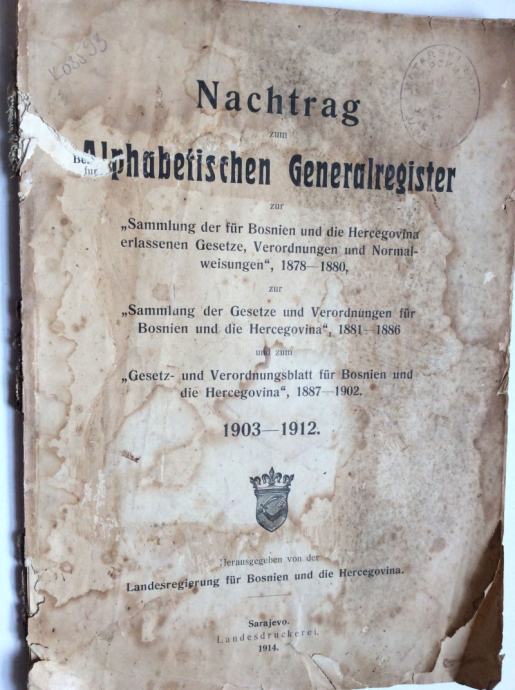 Nachtrag
zum
Alphabetischen Generalregister
zur
„Sammlung der für Bosnien und die Hercegovina
erlassenen Gesetze, Verordnungen und Normal-
weisungen“, 1878—1880,
zur
„Sammlung der Gesetze und Verordnungen für
Bosnien und die Hercegovina“, 1881—1886
und zum
„Gesetz- und Verordnungsblatt für Bosnien und
die Hercegovina“, 1887—1902.
1903—1912.
Herausgegeben von der
Landesregierung für Bosnien und die Hercegovina.
Sarajevo.
Landesdruckerei.
1914.